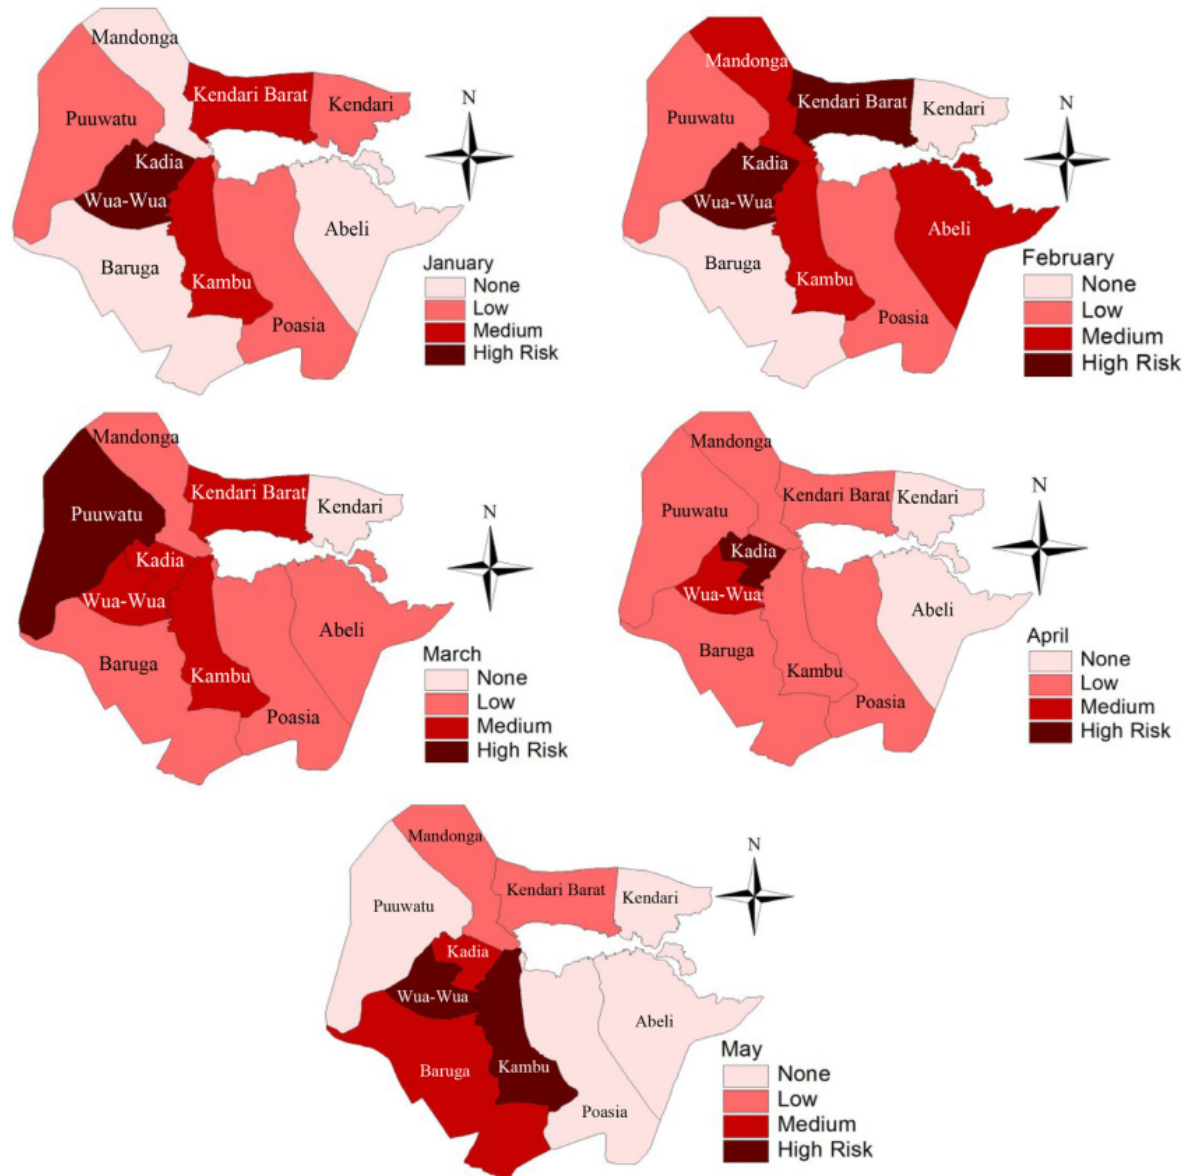 Mandonga
Kendari Barat
Kendari
Puuwatu
Kadia
Wua-Wua
Abeli
Baruga
Kambu
Poasia
N
January
None
Low
Medium
High Risk
Mandonga
Kendari Barat
Kendari
Puuwatu
Kadia
Wua-Wua
Abeli
Baruga
Kambu
Poasia
N
February
None
Low
Medium
High Risk
Mandonga
Kendari Barat
Kendari
Puuwatu
Kadia
Wua-Wua
Abeli
Baruga
Kambu
Poasia
N
March
None
Low
Medium
High Risk
Mandonga
Kendari Barat
Kendari
Puuwatu
Kadia
Wua-Wua
Abeli
Baruga
Kambu
Poasia
N
April
None
Low
Medium
High Risk
Mandonga
Kendari Barat
Kendari
Puuwatu
Kadia
Wua-Wua
Abeli
Baruga
Kambu
Poasia
N
May
None
Low
Medium
High Risk